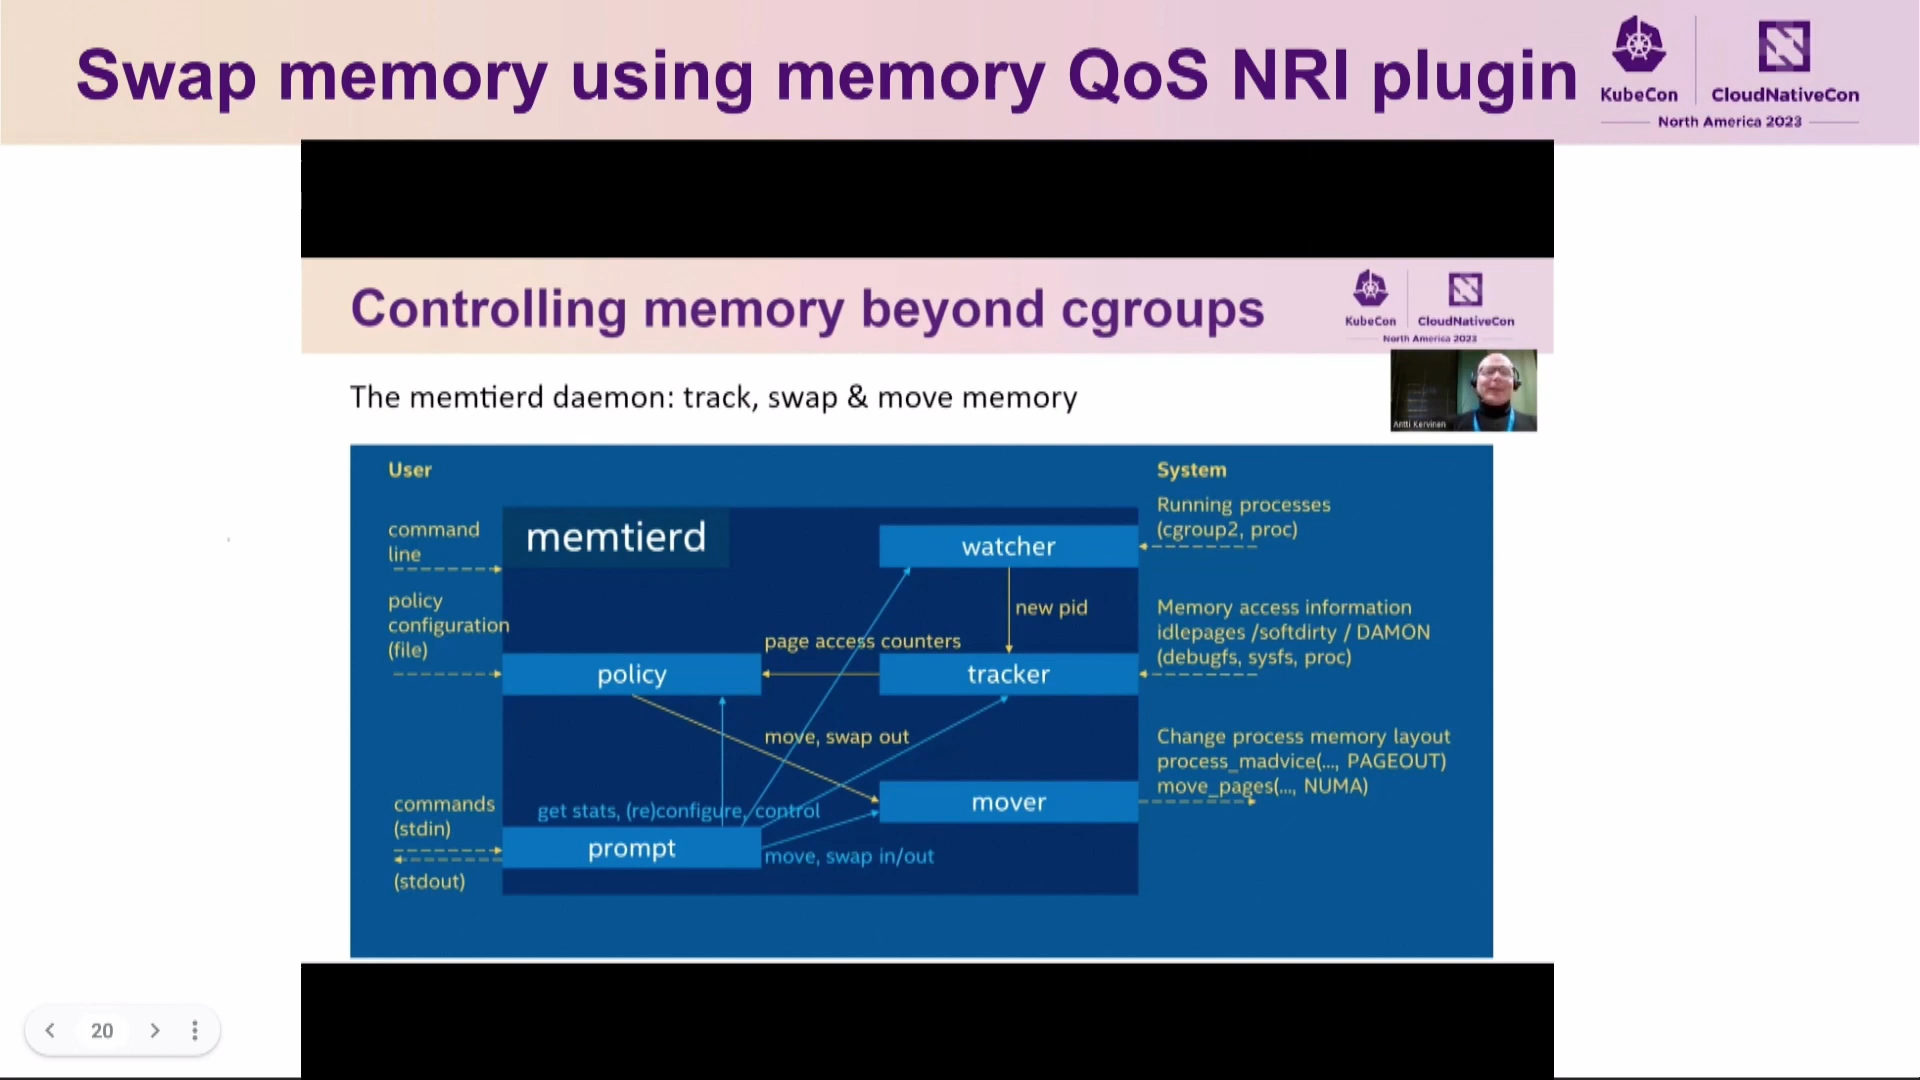 Swap memory using memory QoS NRI plugin
KubeCon
CloudNativeCon
North America 2023
Controlling memory beyond cgroups
KubeCon
CloudNativeCon
North America 2023
The memtierd daemon: track, swap & move memory
Antti Kervinen
User
System
command
line
policy
configuration
(file)
commands
(stdin)
(stdout)
memtierd
watcher
new pid
page access counters
policy
tracker
move, swap out
get stats, (re)configure, control
mover
prompt
move, swap in/out
Running processes
(cgroup2, proc)
Memory access information
idlepages /softdirty / DAMON
(debugfs, sysfs, proc)
Change process memory layout
process_madvice(..., PAGEOUT)
move_pages(..., NUMA)
20